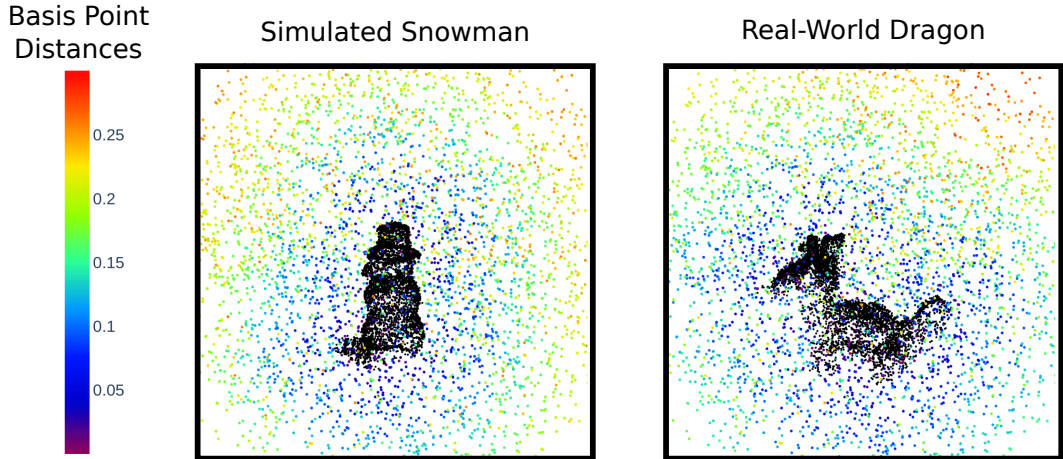 Basis Point
Distances
Simulated Snowman
Real-World Dragon
0.25
0.2
0.15
0.1
0.05